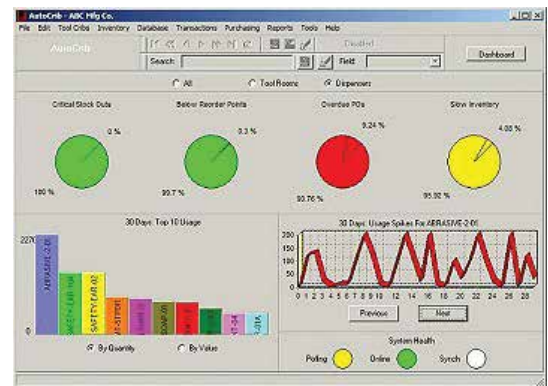 AutoCrib - ABC Mfg Co.
File Edit Tool Cribs Inventory Database Transactions Purchasing Reports Tools Help
AutoCrib
Disabled
Search: Field:
Dashboard
All Tool Rooms Dispensers
Critical Stock Outs Below Reorder Points Overdue POs Slow Inventory
0 % 0.3 % 9.24 % 4.08 %
100 % 99.7 % 90.76 % 95.92 %
30 Days: Top 10 Usage
2270
0
ABRASIVE-2-05
SAFETY-EAR-02
By Quantity By Value
30 Days: Usage Spikes For ABRASIVE-2-05
200
150
100
50
0
0 1 2 3 4 5 6 7 8 10 12 14 16 18 20 22 24 26 28
Previous Next
System Health
Polling Online Synch